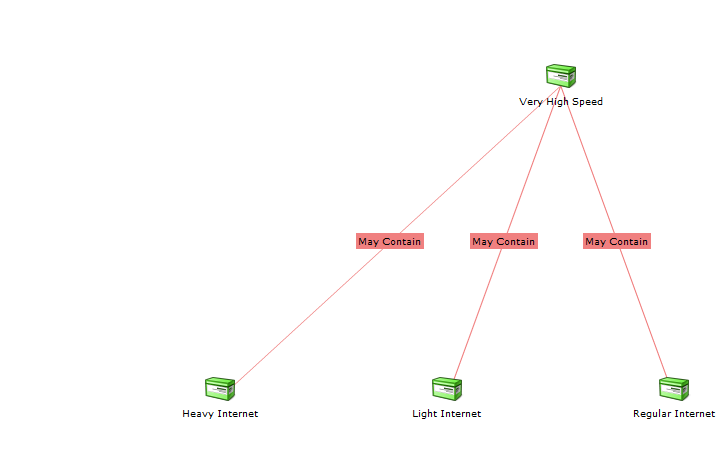 Very High Speed
May Contain
May Contain
May Contain
Heavy Internet
Light Internet
Regular Internet